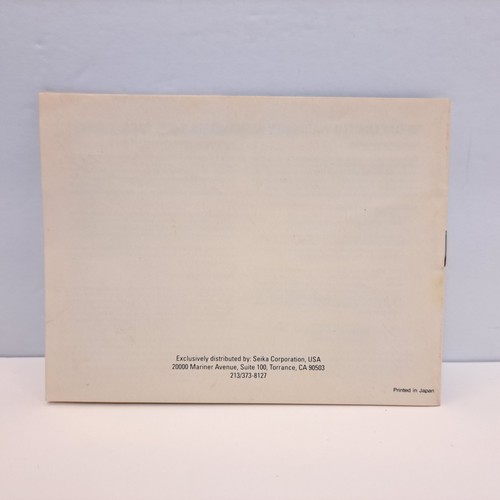 Exclusively distributed by: Seika Corporation, USA
20000 Mariner Avenue, Suite 100, Torrance, CA 90503
213/373-8127
Printed in Japan